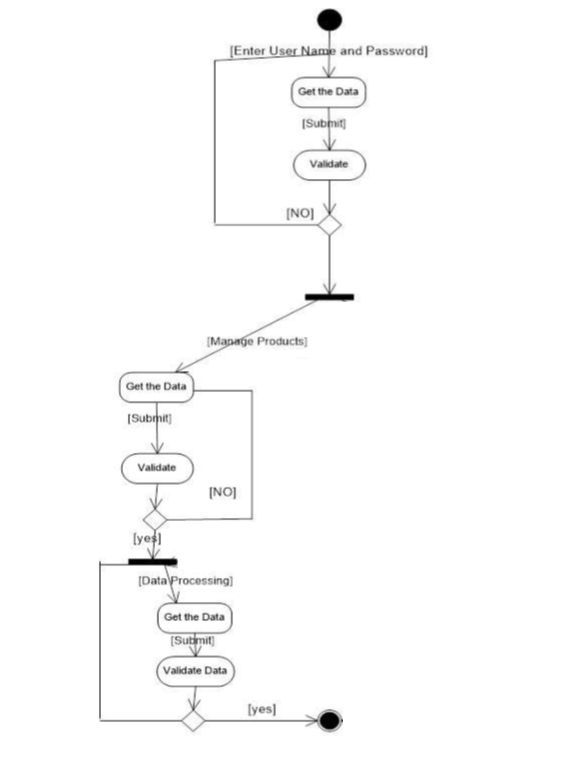 [Enter User Name and Password]
Get the Data
[Submit]
Validate
[NO]
[Manage Products]
Get the Data
[Submit]
Validate
[NO]
[yes]
[Data Processing]
Get the Data
[Submit]
Validate Data
[yes]